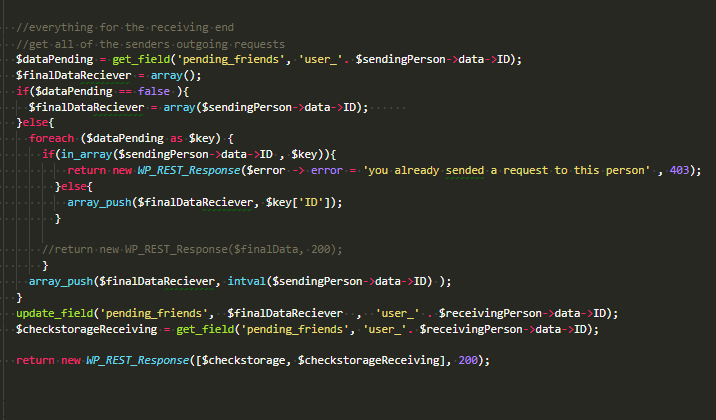 //everything for the receiving end
//get all of the senders outgoing requests
$dataPending = get_field('pending_friends', 'user_'. $sendingPerson->data->ID);
$finalDataReciever = array();
if($dataPending == false ){
$finalDataReciever = array($sendingPerson->data->ID);
}else{
foreach ($dataPending as $key) {
if(in_array($sendingPerson->data->ID , $key)){
return new WP_REST_Response($error -> error = 'you already sended a request to this person' , 403);
}else{
array_push($finalDataReciever, $key['ID']);
}
//return new WP_REST_Response($finalData, 200);
}
array_push($finalDataReciever, intval($sendingPerson->data->ID) );
}
update_field('pending_friends', $finalDataReciever , 'user_' . $receivingPerson->data->ID);
$checkstorageReceiving = get_field('pending_friends', 'user_'. $receivingPerson->data->ID);
return new WP_REST_Response([$checkstorage, $checkstorageReceiving], 200);